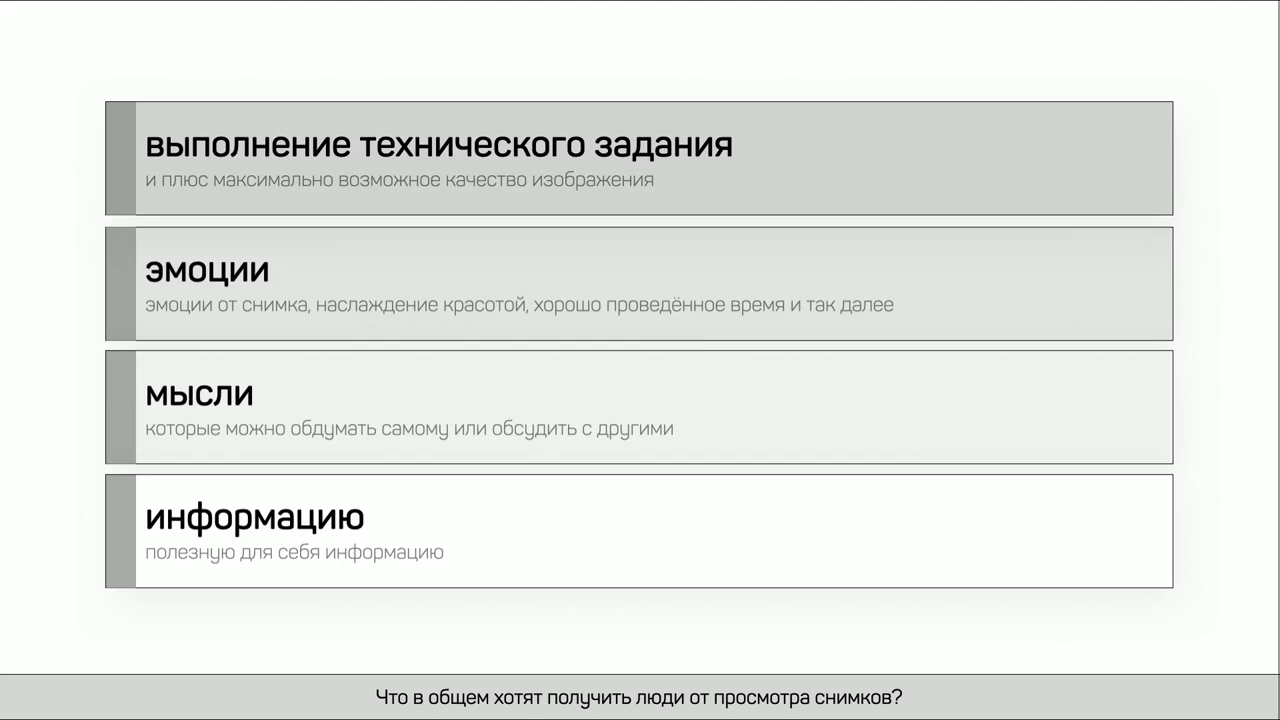 выполнение технического задания
и плюс максимально возможное качество изображения
эмоции
эмоции от снимка, наслаждение красотой, хорошо проведённое время и так далее
мысли
которые можно обдумать самому или обсудить с другими
информацию
полезную для себя информацию
Что в общем хотят получить люди от просмотра снимков?